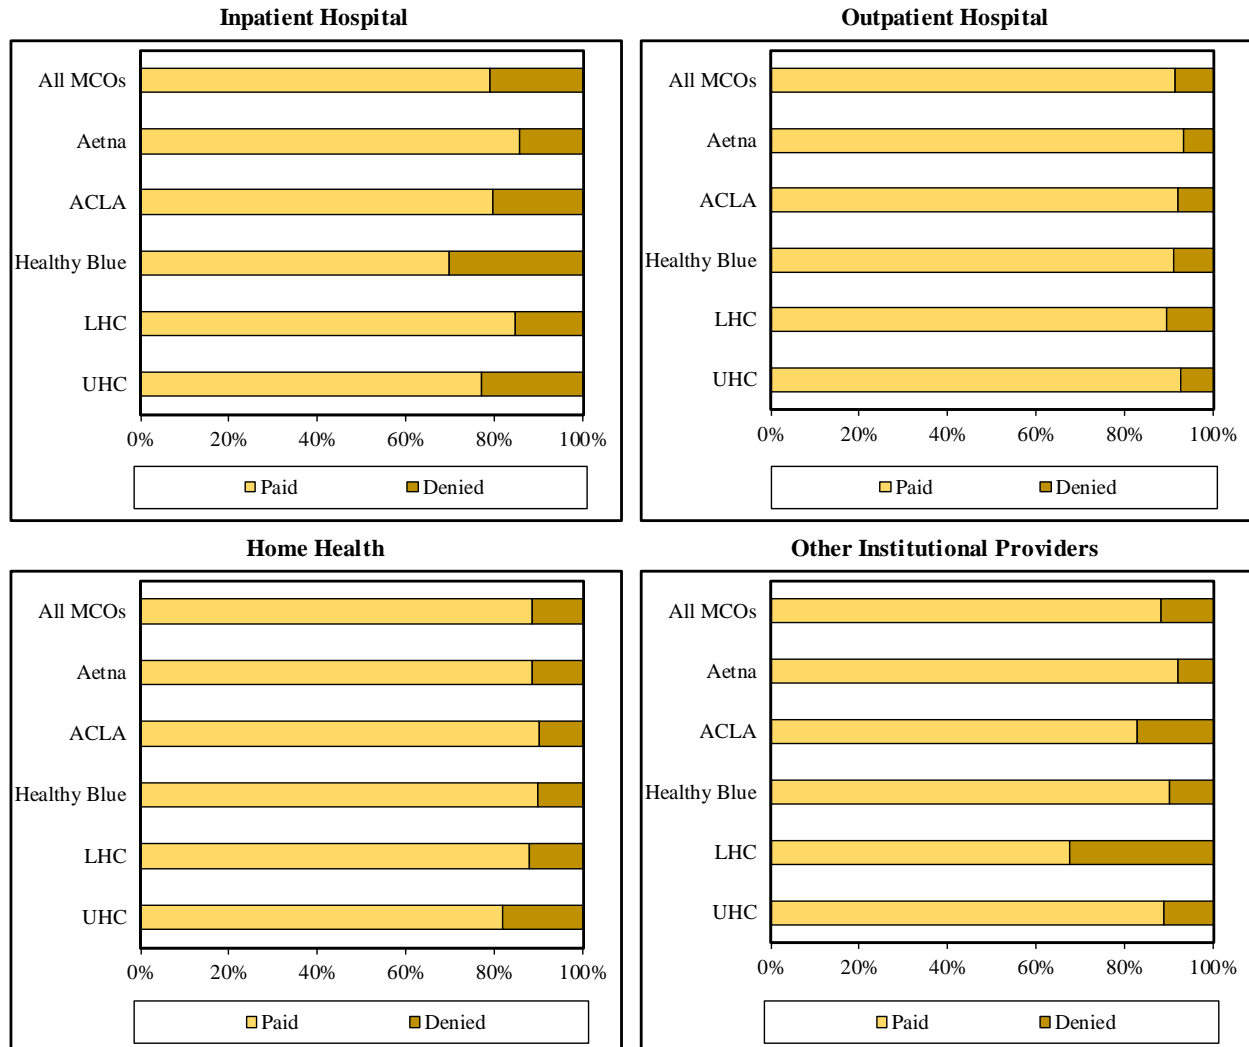 Inpatient Hospital
All MCOs
Aetna
ACLA
Healthy Blue
LHC
UHC
0% 20% 40% 60% 80% 100%
Paid Denied
Outpatient Hospital
All MCOs
Aetna
ACLA
Healthy Blue
LHC
UHC
0% 20% 40% 60% 80% 100%
Paid Denied
Home Health
All MCOs
Aetna
ACLA
Healthy Blue
LHC
UHC
0% 20% 40% 60% 80% 100%
Paid Denied
Other Institutional Providers
All MCOs
Aetna
ACLA
Healthy Blue
LHC
UHC
0% 20% 40% 60% 80% 100%
Paid Denied